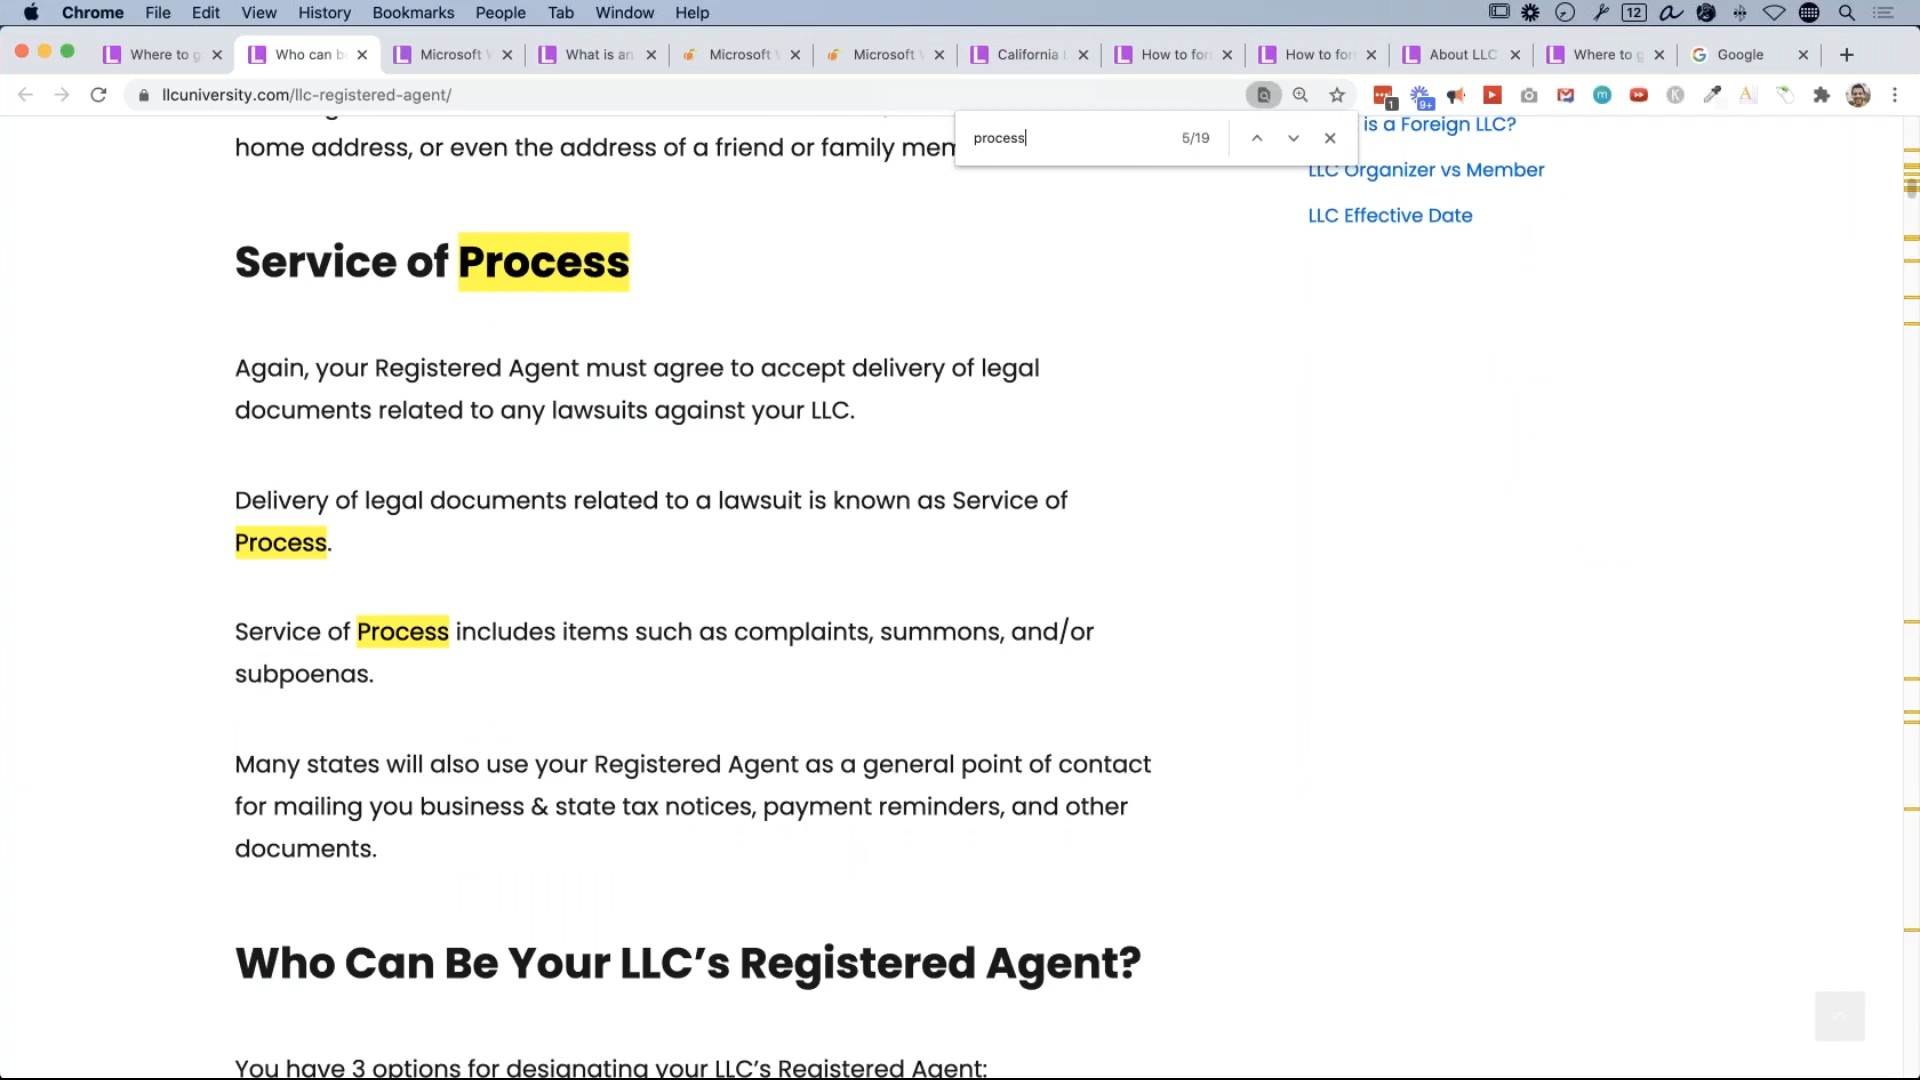 Chrome File Edit View History Bookmarks People Tab Window Help
12
Where to g
Who can b
Microsoft
What is an
Microsoft
Microsoft
California
How to for
How to for
About LLC
Where to g
Google
llcuniversity.com/llc-registered-agent/
1
9+
process
5/19
home address, or even the address of a friend or family mem
is a Foreign LLC?
LLC Organizer vs Member
LLC Effective Date
Service of Process
Again, your Registered Agent must agree to accept delivery of legal
documents related to any lawsuits against your LLC.
Delivery of legal documents related to a lawsuit is known as Service of
Process.
Service of Process includes items such as complaints, summons, and/or
subpoenas.
Many states will also use your Registered Agent as a general point of contact
for mailing you business & state tax notices, payment reminders, and other
documents.
Who Can Be Your LLC's Registered Agent?
You have 3 options for designating your LLC's Registered Agent: